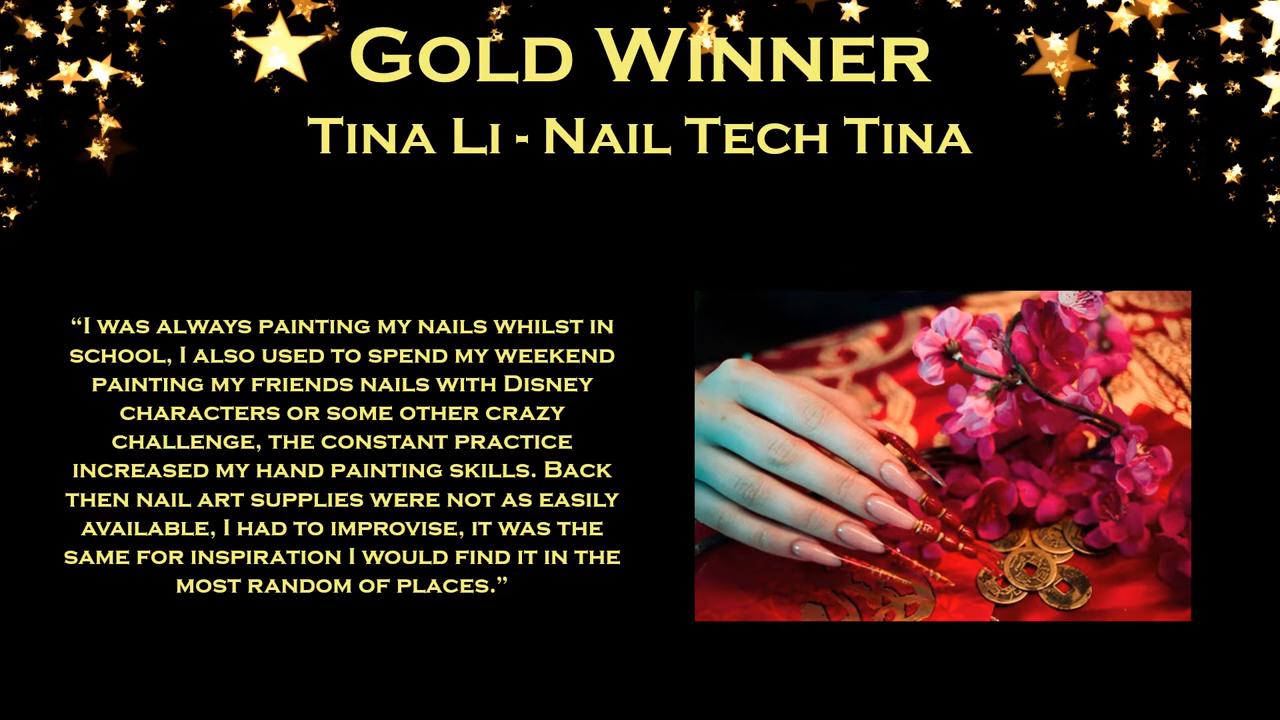 GOLD WINNER
TINA LI - NAIL TECH TINA
“I WAS ALWAYS PAINTING MY NAILS WHILST IN
SCHOOL, I ALSO USED TO SPEND MY WEEKEND
PAINTING MY FRIENDS NAILS WITH DISNEY
CHARACTERS OR SOME OTHER CRAZY
CHALLENGE, THE CONSTANT PRACTICE
INCREASED MY HAND PAINTING SKILLS. BACK
THEN NAIL ART SUPPLIES WERE NOT AS EASILY
AVAILABLE, I HAD TO IMPROVISE, IT WAS THE
SAME FOR INSPIRATION I WOULD FIND IT IN THE
MOST RANDOM OF PLACES.”